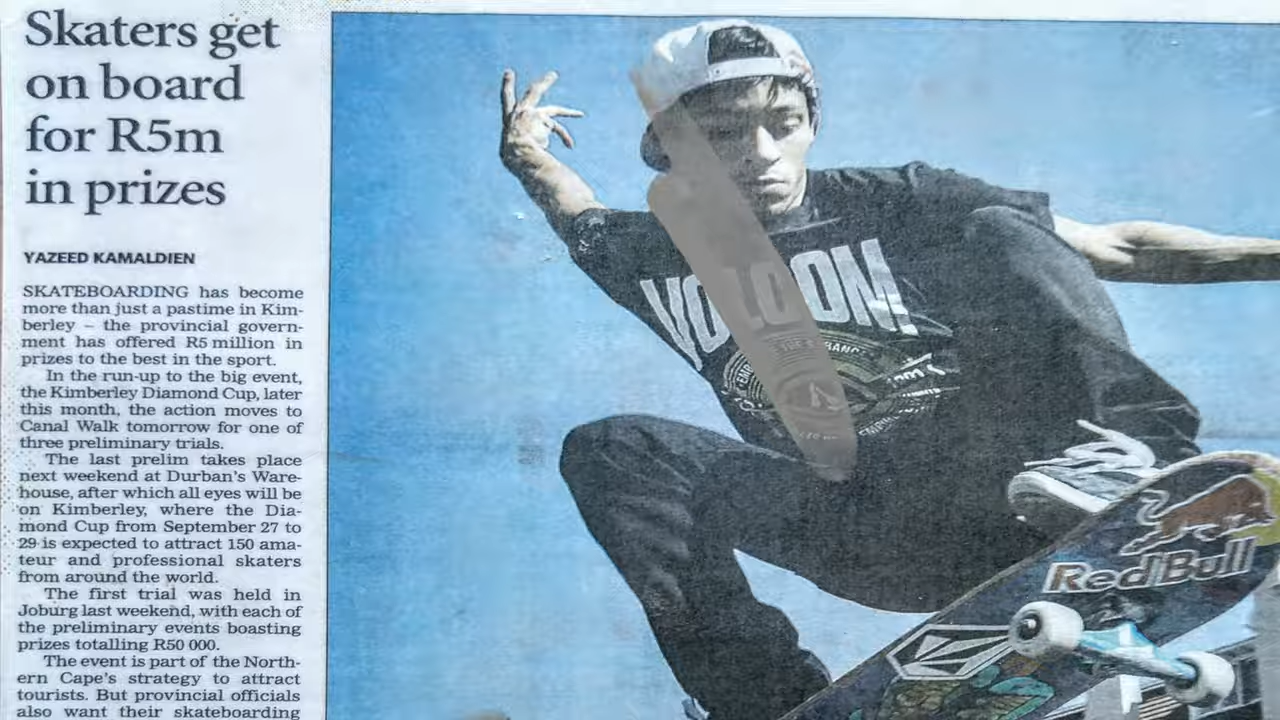 Skaters get
on board
for R5m
in prizes
YAZEED KAMALDIEN
SKATEBOARDING has become
more than just a pastime in Kim-
berley – the provincial govern-
ment has offered R5 million in
prizes to the best in the sport.
In the run-up to the big event,
the Kimberley Diamond Cup, later
this month, the action moves to
Canal Walk tomorrow for one of
three preliminary trials.
The last prelim takes place
next weekend at Durban's Ware-
house, after which all eyes will be
on Kimberley, where the Dia-
mond Cup from September 27 to
29 is expected to attract 150 ama-
teur and professional skaters
from around the world.
The first trial was held in
Joburg last weekend, with each of
the preliminary events boasting
prizes totalling R50 000.
The event is part of the North-
ern Cape's strategy to attract
tourists. But provincial officials
also want their skateboarding
VOLCOM!
Red Bull